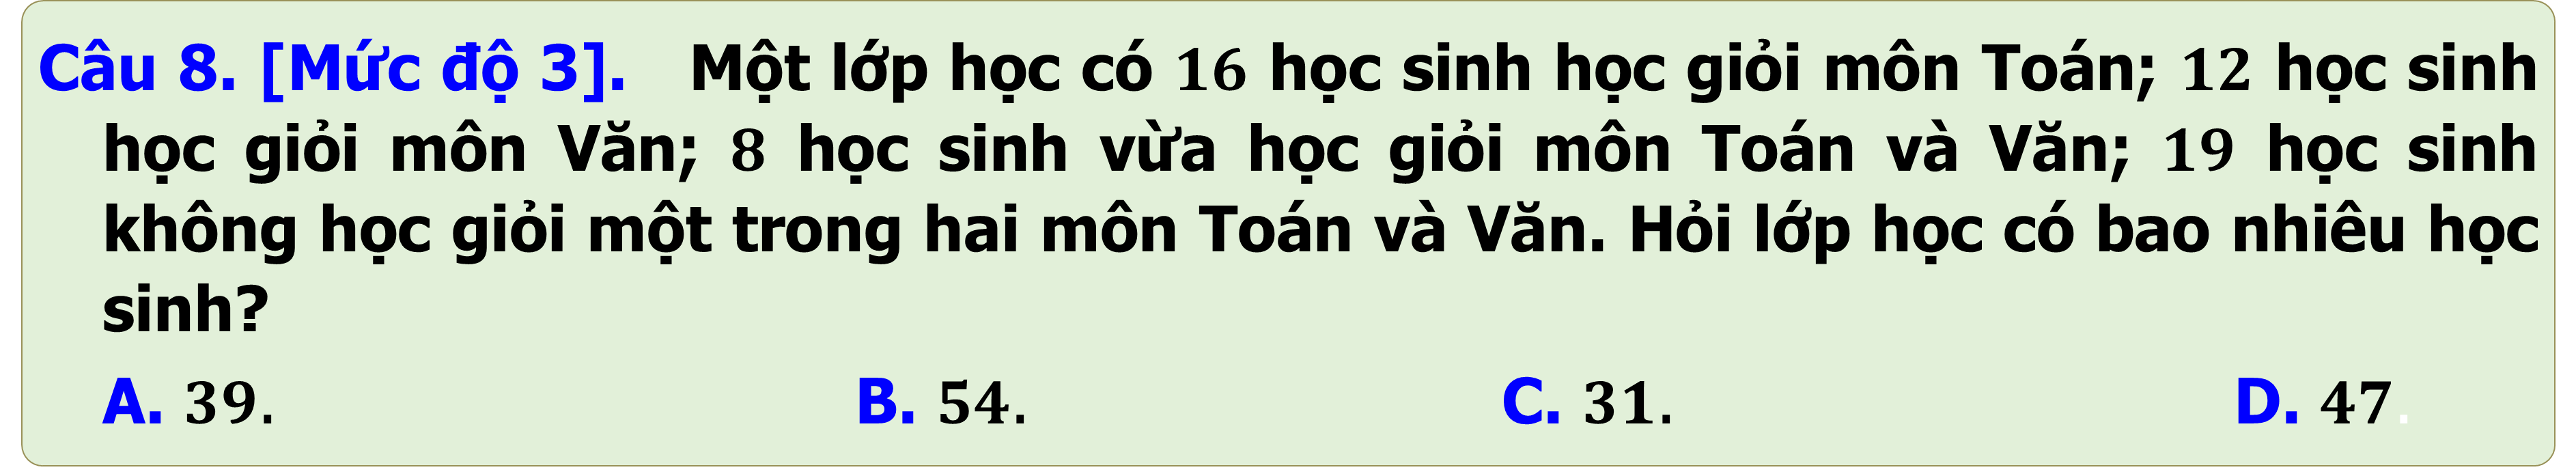 Câu 8. [Mức độ 3]. Một lớp học có 16 học sinh học giỏi môn Toán; 12 học sinh
học giỏi môn Văn; 8 học sinh vừa học giỏi môn Toán và Văn; 19 học sinh
không học giỏi một trong hai môn Toán và Văn. Hỏi lớp học có bao nhiêu học
sinh?
A. 39. B. 54. C. 31. D. 47.